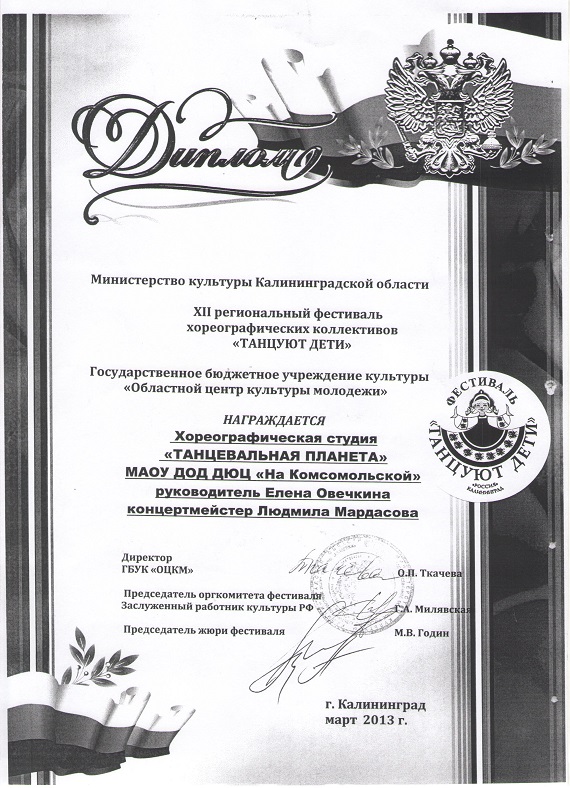 Диплом
Министерство культуры Калининградской области
XII региональный фестиваль
хореографических коллективов
«ТАНЦУЮТ ДЕТИ»
Государственное бюджетное учреждение культуры
«Областной центр культуры молодежи»
ФЕСТИВАЛЬ
"ТАНЦУЮТ ДЕТИ"
•РОССИЯ•
КАЛИНИНГРАД
НАГРАЖДАЕТСЯ
Хореографическая студия
«ТАНЦЕВАЛЬНАЯ ПЛАНЕТА»
МАОУ ДОД ДЮЦ «На Комсомольской»
руководитель Елена Овечкина
концертмейстер Людмила Мардасова
Директор
ГБУК «ОЦКМ» О.П. Ткачева
Председатель оргкомитета фестиваля
Заслуженный работник культуры РФ Г.А. Милявская
Председатель жюри фестиваля М.В. Годин
г. Калининград
март 2013 г.